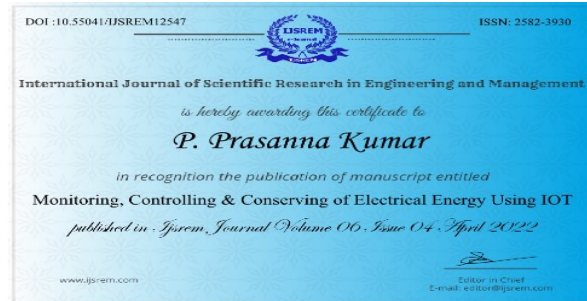 DOI :10.55041/IJSREM12547
ISSN: 2582-3930
IJSREM
e-Journal
IJSREM
International Journal of Scientific Research in Engineering and Management
is hereby awarding this certificate to
P. Prasanna Kumar
in recognition the publication of manuscript entitled
Monitoring, Controlling & Conserving of Electrical Energy Using IOT
published in Ijsrem Journal Volume 06 Issue 04 April 2022
www.ijsrem.com
Editor in Chief
E-mail: editor@ijsrem.com